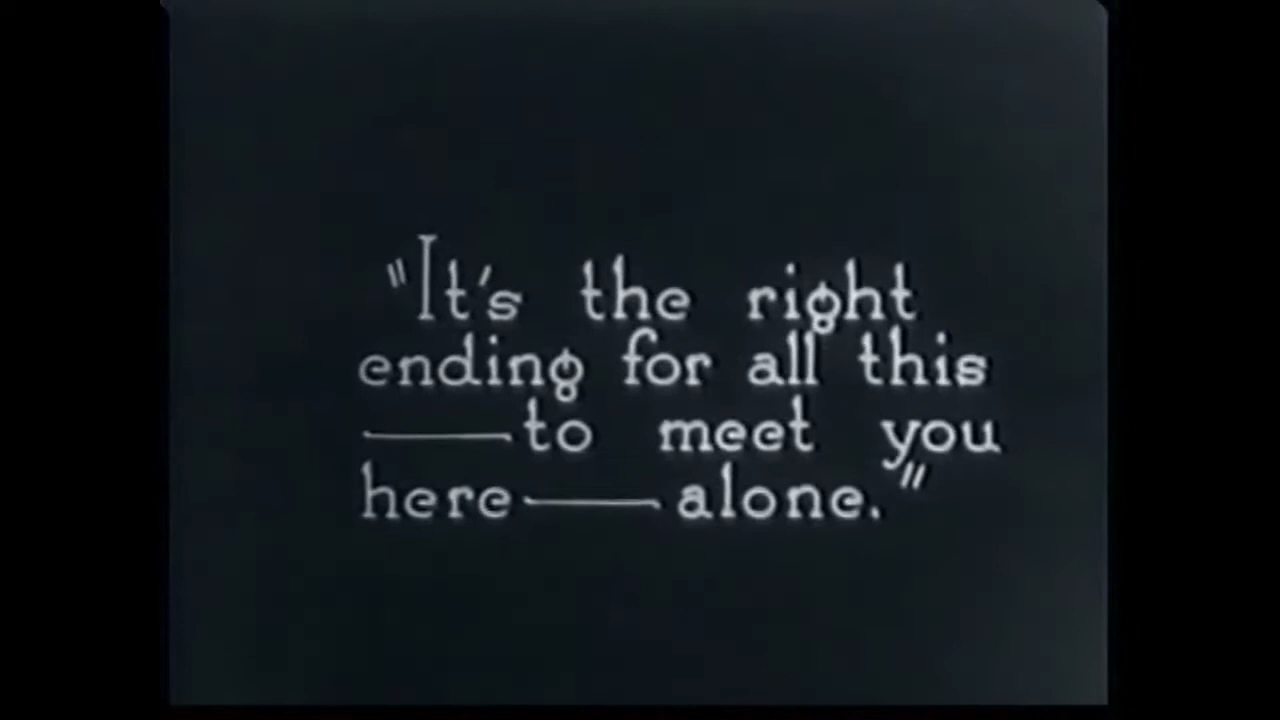 "It's the right
ending for all this
——to meet you
here——alone."